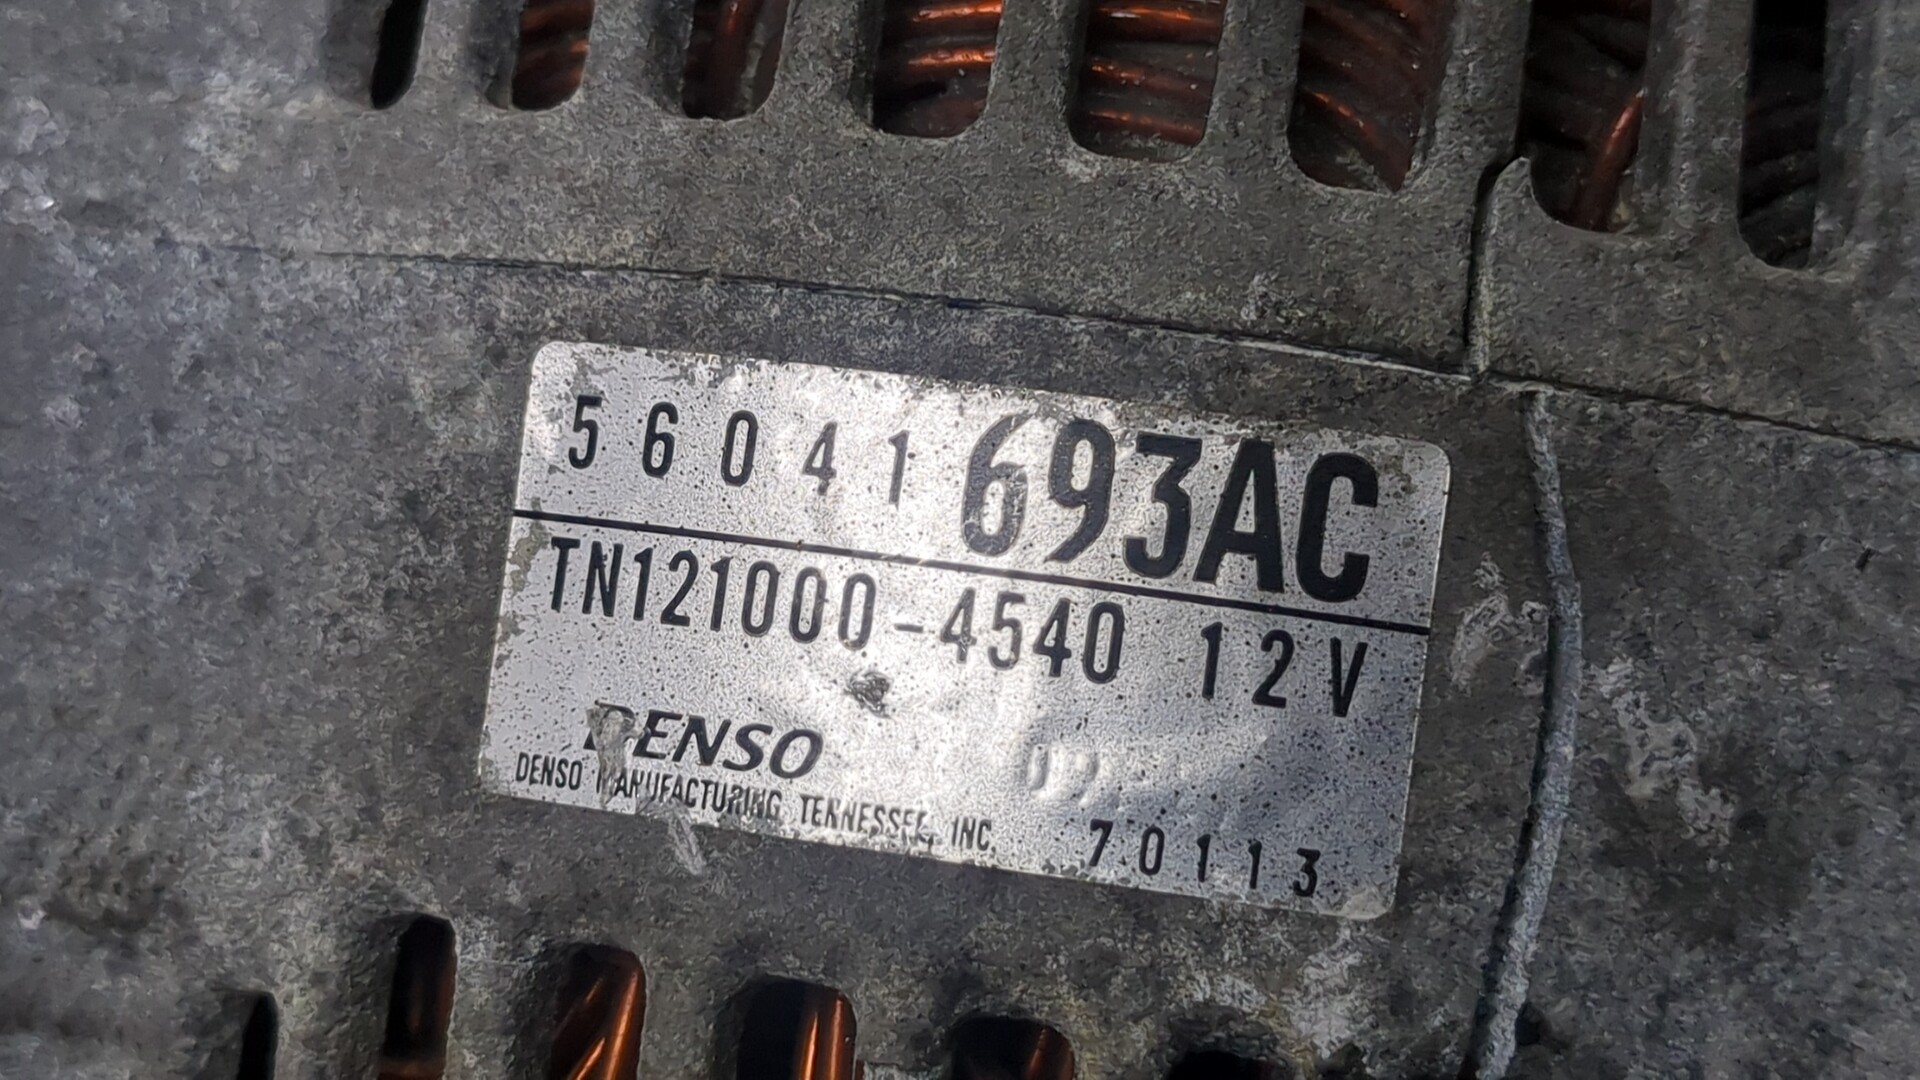 56041693AC
TN121000-4540 12V
DENSO
DENSO MANUFACTURING, TENNESSEE, INC. 70113